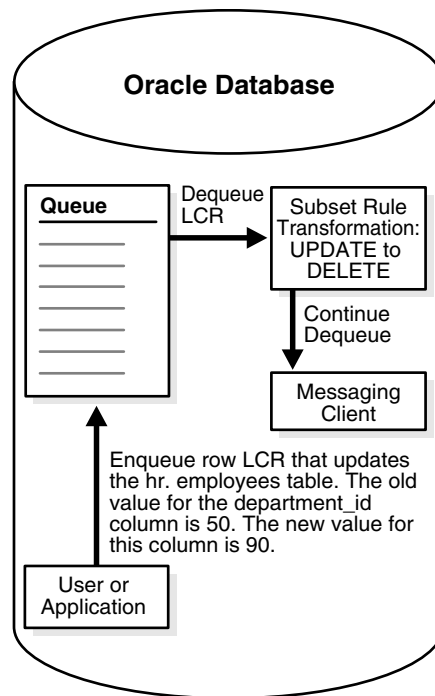 Oracle Database
Queue
Dequeue
LCR
Subset Rule
Transformation:
UPDATE to
DELETE
Continue
Dequeue
Messaging
Client
Enqueue row LCR that updates
the hr. employees table. The old
value for the department_id
column is 50. The new value for
this column is 90.
User or
Application